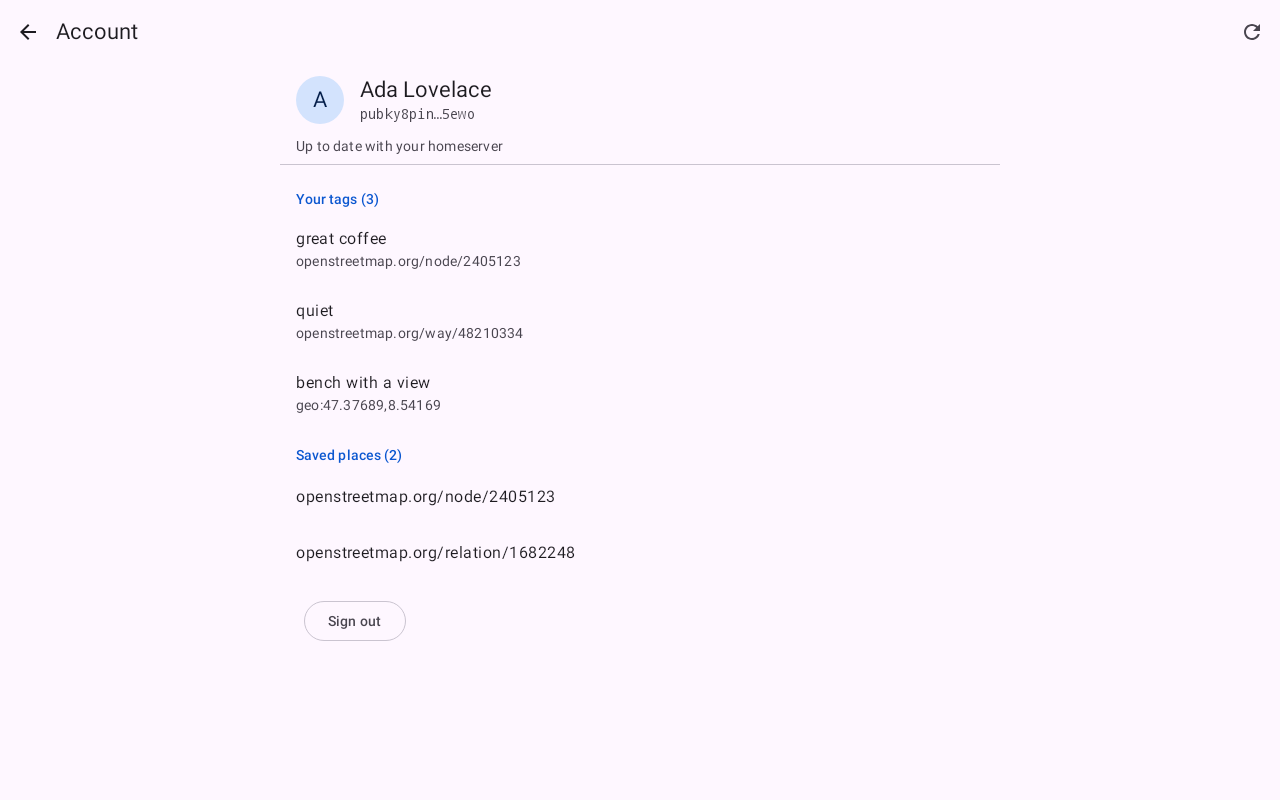 Account
A
Ada Lovelace
pubky8pin…5ewo
Up to date with your homeserver
Your tags (3)
great coffee
openstreetmap.org/node/2405123
quiet
openstreetmap.org/way/48210334
bench with a view
geo:47.37689,8.54169
Saved places (2)
openstreetmap.org/node/2405123
openstreetmap.org/relation/1682248
Sign out